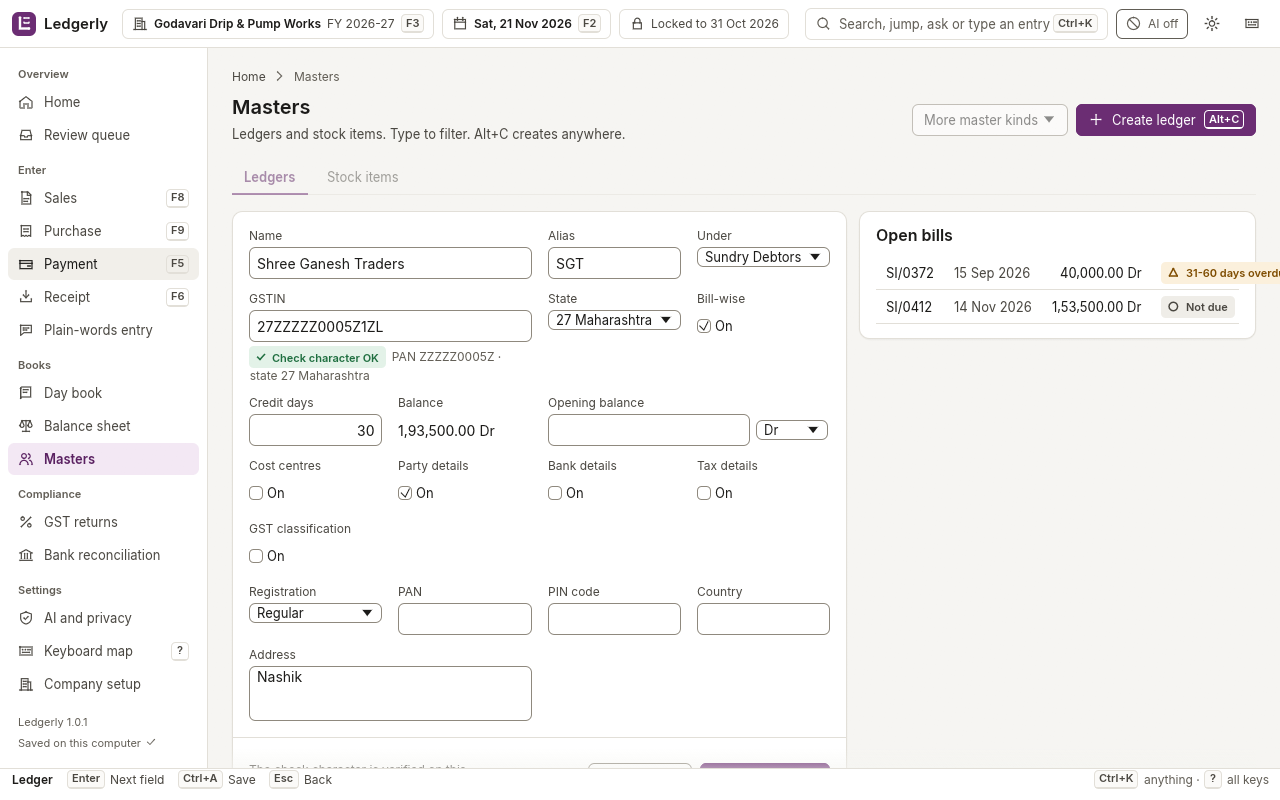 Ledgerly
Godavari Drip & Pump Works FY 2026-27 F3
Sat, 21 Nov 2026 F2
Locked to 31 Oct 2026
Search, jump, ask or type an entry Ctrl+K
AI off
Overview
Home
Review queue
Enter
Sales F8
Purchase F9
Payment F5
Receipt F6
Plain-words entry
Books
Day book
Balance sheet
Masters
Compliance
GST returns
Bank reconciliation
Settings
AI and privacy
Keyboard map ?
Company setup
Ledgerly 1.0.1
Saved on this computer
Home Masters
Masters
Ledgers and stock items. Type to filter. Alt+C creates anywhere.
More master kinds
Create ledger Alt+C
Ledgers Stock items
Name Alias Under
Shree Ganesh Traders SGT Sundry Debtors
GSTIN State Bill-wise
27ZZZZZ0005Z1ZL 27 Maharashtra On
Check character OK PAN ZZZZZ0005Z ·
state 27 Maharashtra
Credit days Balance Opening balance
30 1,93,500.00 Dr Dr
Cost centres Party details Bank details Tax details
On On On On
GST classification
On
Registration PAN PIN code Country
Regular
Address
Nashik
The check character is verified on this
Open bills
SI/0372 15 Sep 2026 40,000.00 Dr 31-60 days overdu
SI/0412 14 Nov 2026 1,53,500.00 Dr Not due
Ledger Enter Next field Ctrl+A Save Esc Back
Ctrl+K anything · ? all keys